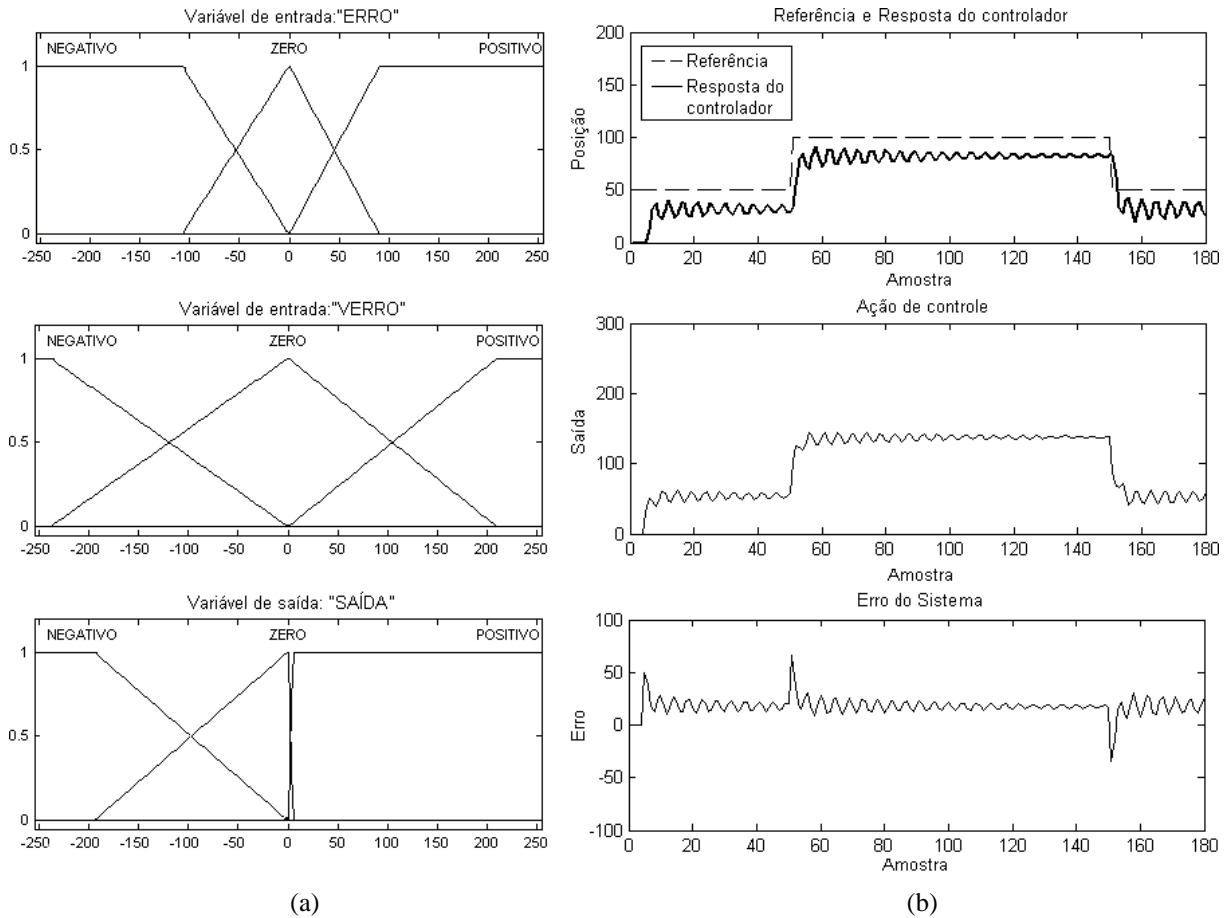 Variável de entrada:"ERRO"
NEGATIVO ZERO POSITIVO
1
0.5
0
-250 -200 -150 -100 -50 0 50 100 150 200 250
Variável de entrada:"VERRO"
NEGATIVO ZERO POSITIVO
1
0.5
0
-250 -200 -150 -100 -50 0 50 100 150 200 250
Variável de saída: "SAÍDA"
NEGATIVO ZERO POSITIVO
1
0.5
0
-250 -200 -150 -100 -50 0 50 100 150 200 250
(a)
Referência e Resposta do controlador
200
150
100
50
0
Posição
Referência
Resposta do
controlador
0 20 40 60 80 100 120 140 160 180
Amostra
Ação de controle
300
200
100
0
Saída
0 20 40 60 80 100 120 140 160 180
Amostra
Erro do Sistema
100
50
0
-50
-100
Erro
0 20 40 60 80 100 120 140 160 180
Amostra
(b)